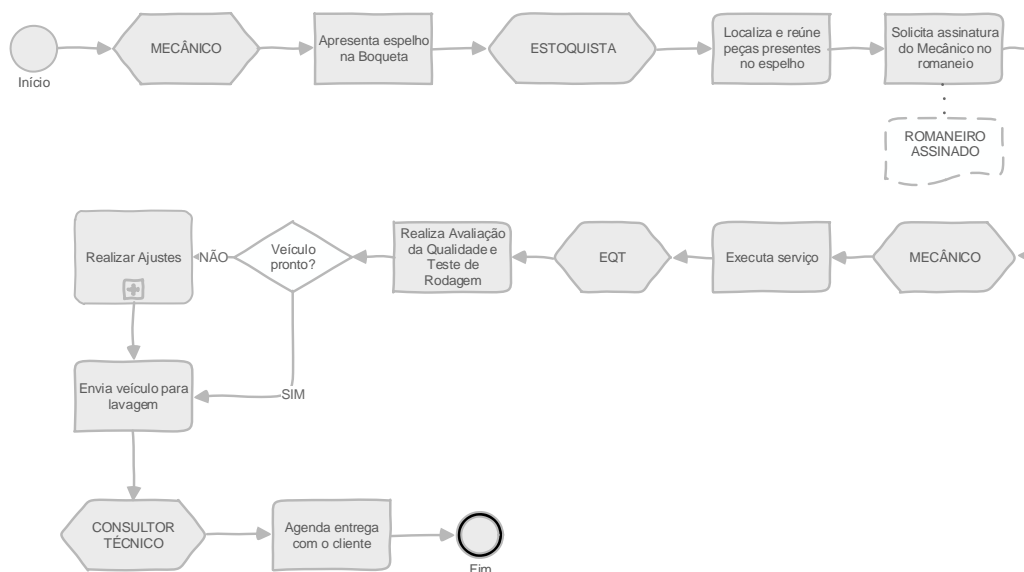 MECÂNICO
Apresenta espelho
na Boqueta
ESTOQUISTA
Localiza e reúne
peças presentes
no espelho
Solicita assinatura
do Mecânico no
romaneio
Início
ROMANEIRO
ASSINADO
Realizar Ajustes
NÃO
Veículo
pronto?
Realiza Avaliação
da Qualidade e
Teste de
Rodagem
EQT
Executa serviço
MECÂNICO
Envia veículo para
lavagem
SIM
CONSULTOR
TÉCNICO
Agenda entrega
com o cliente
Fim